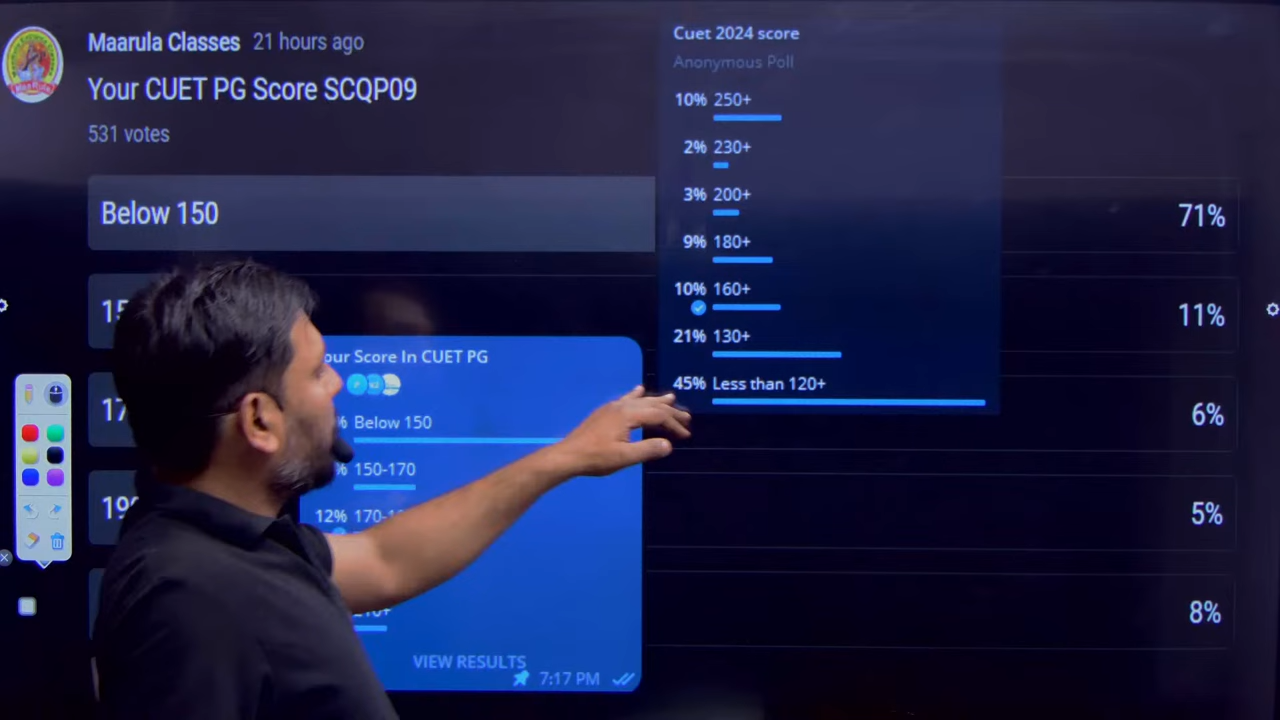 Maarula Classes 21 hours ago
Your CUET PG Score SCQP09
531 votes
Below 150
71%
11%
6%
5%
8%
Cuet 2024 score
Anonymous Poll
10% 250+
2% 230+
3% 200+
9% 180+
10% 160+
21% 130+
45% Less than 120+
Score In CUET PG
Below 150
150-170
12%
VIEW RESULTS
7:17 PM